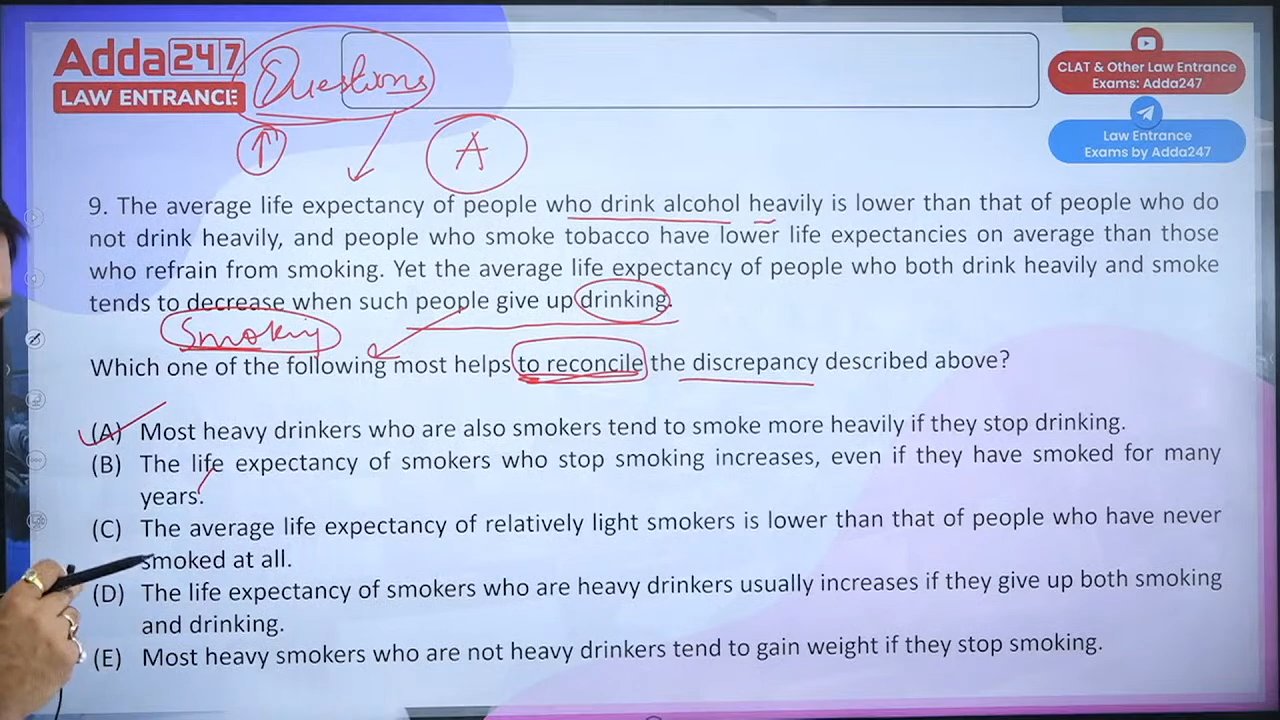 Adda247
LAW ENTRANCE
Questions
CLAT & Other Law Entrance
Exams: Adda247
Law Entrance
Exams by Adda247
A
9. The average life expectancy of people who drink alcohol heavily is lower than that of people who do
not drink heavily, and people who smoke tobacco have lower life expectancies on average than those
who refrain from smoking. Yet the average life expectancy of people who both drink heavily and smoke
tends to decrease when such people give up drinking.
Smoking
Which one of the following most helps to reconcile the discrepancy described above?
(A) Most heavy drinkers who are also smokers tend to smoke more heavily if they stop drinking.
(B) The life expectancy of smokers who stop smoking increases, even if they have smoked for many
years.
(C) The average life expectancy of relatively light smokers is lower than that of people who have never
smoked at all.
(D) The life expectancy of smokers who are heavy drinkers usually increases if they give up both smoking
and drinking.
(E) Most heavy smokers who are not heavy drinkers tend to gain weight if they stop smoking.